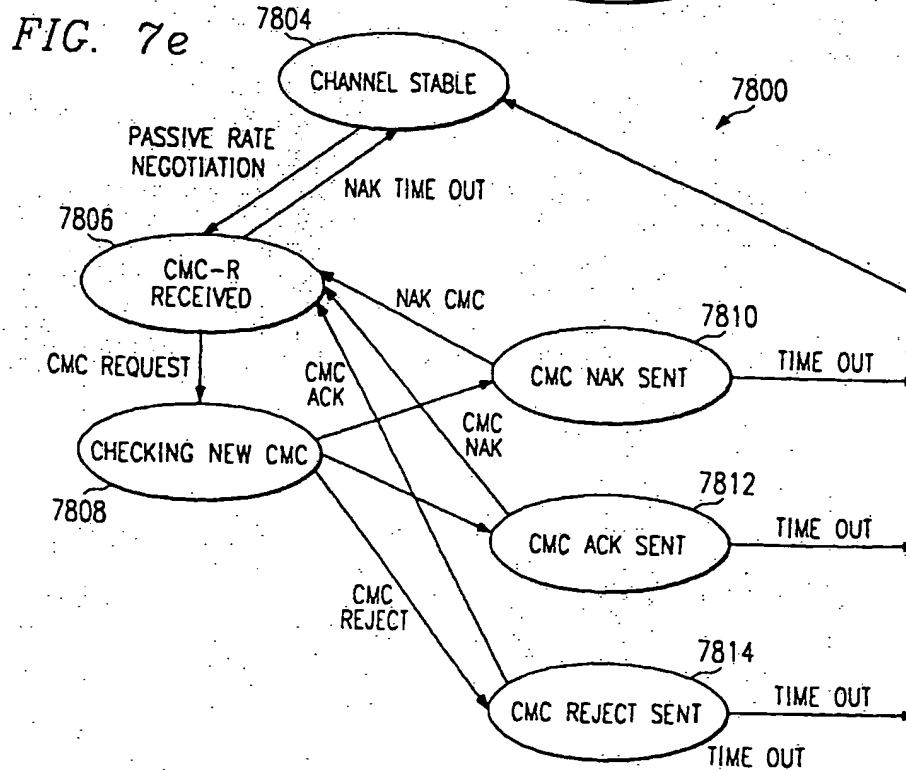 FIG. 7e
7804
CHANNEL STABLE
7800
PASSIVE RATE
NEGOTIATION
NAK TIME OUT
7806
CMC-R
RECEIVED
NAK CMC
7810
CMC REQUEST
CMC
ACK
CMC NAK SENT
TIME OUT
CHECKING NEW CMC
CMC
NAK
7808
7812
CMC ACK SENT
TIME OUT
CMC
REJECT
7814
CMC REJECT SENT
TIME OUT
TIME OUT